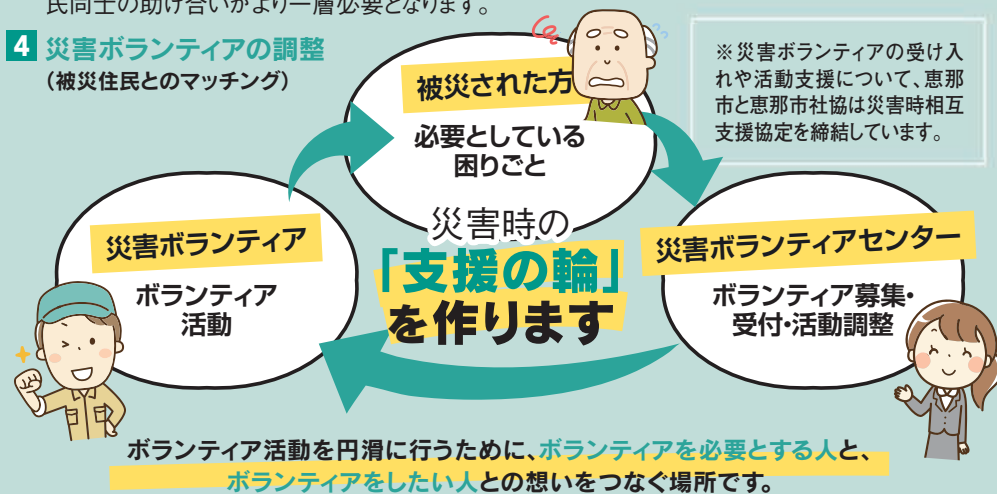 民同士の助け合いがより一層必要となります。
4 災害ボランティアの調整
（被災住民とのマッチング）
被災された方
必要としている
困りごと
※災害ボランティアの受け入
れや活動支援について、恵那
市と恵那市社協は災害時相互
支援協定を締結しています。
災害ボランティア
ボランティア
活動
災害時の
「支援の輪」
を作ります
災害ボランティアセンター
ボランティア募集・
受付・活動調整
ボランティア活動を円滑に行うために、ボランティアを必要とする人と、
ボランティアをしたい人との想いをつなぐ場所です。